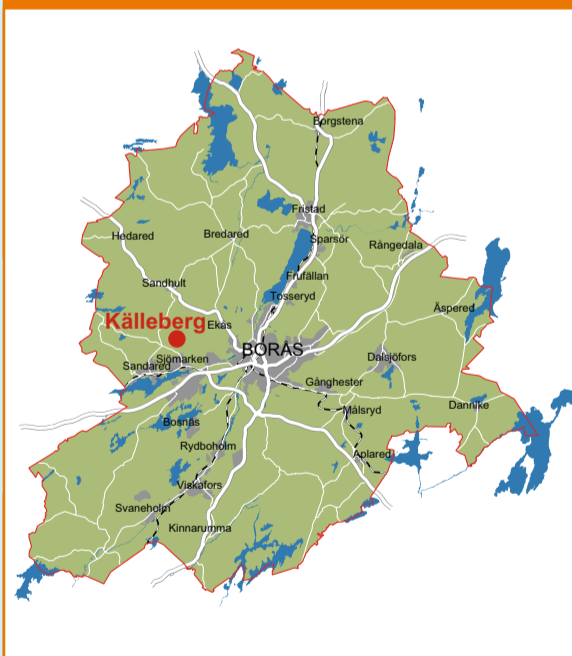 Borgstena
Fristad
Sparsör
Hedared
Bredared
Rångedala
Frufällan
Sandhult
Tosseryd
Äspered
Källeberg
Ekås
BORÅS
Sjömarken
Dalsjöfors
Sandared
Gånghester
Dannike
Målsryd
Bosnäs
Rydboholm
Aplared
Viskafors
Svaneholm
Kinnarumma